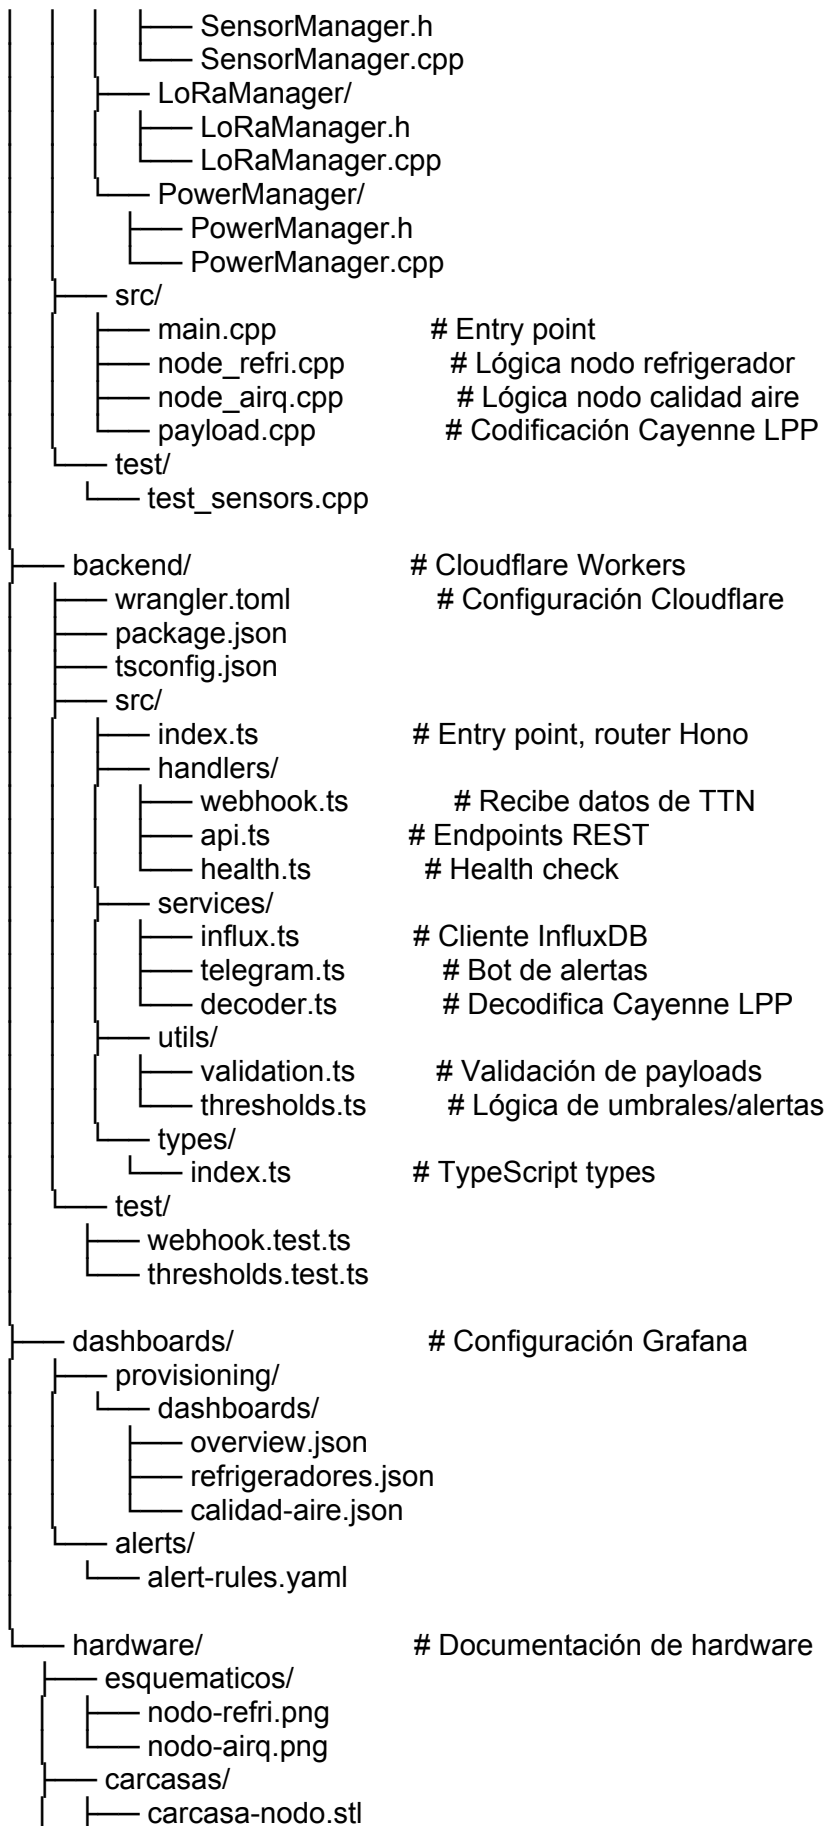 │   │   │   ├── SensorManager.h
│   │   │   └── SensorManager.cpp
│   │   ├── LoRaManager/
│   │   │   ├── LoRaManager.h
│   │   │   └── LoRaManager.cpp
│   │   └── PowerManager/
│   │       ├── PowerManager.h
│   │       └── PowerManager.cpp
│   ├── src/
│   │   ├── main.cpp # Entry point
│   │   ├── node_refri.cpp # Lógica nodo refrigerador
│   │   ├── node_airq.cpp # Lógica nodo calidad aire
│   │   └── payload.cpp # Codificación Cayenne LPP
│   └── test/
│       └── test_sensors.cpp
│
├── backend/ # Cloudflare Workers
│   ├── wrangler.toml # Configuración Cloudflare
│   ├── package.json
│   ├── tsconfig.json
│   ├── src/
│   │   ├── index.ts # Entry point, router Hono
│   │   ├── handlers/
│   │   │   ├── webhook.ts # Recibe datos de TTN
│   │   │   ├── api.ts # Endpoints REST
│   │   │   └── health.ts # Health check
│   │   ├── services/
│   │   │   ├── influx.ts # Cliente InfluxDB
│   │   │   ├── telegram.ts # Bot de alertas
│   │   │   └── decoder.ts # Decodifica Cayenne LPP
│   │   ├── utils/
│   │   │   ├── validation.ts # Validación de payloads
│   │   │   └── thresholds.ts # Lógica de umbrales/alertas
│   │   └── types/
│   │       └── index.ts # TypeScript types
│   └── test/
│       ├── webhook.test.ts
│       └── thresholds.test.ts
│
├── dashboards/ # Configuración Grafana
│   ├── provisioning/
│   │   └── dashboards/
│   │       ├── overview.json
│   │       ├── refrigeradores.json
│   │       └── calidad-aire.json
│   └── alerts/
│       └── alert-rules.yaml
│
└── hardware/ # Documentación de hardware
    ├── esquematicos/
    │   ├── nodo-refri.png
    │   └── nodo-airq.png
    ├── carcasas/
    │   ├── carcasa-nodo.stl